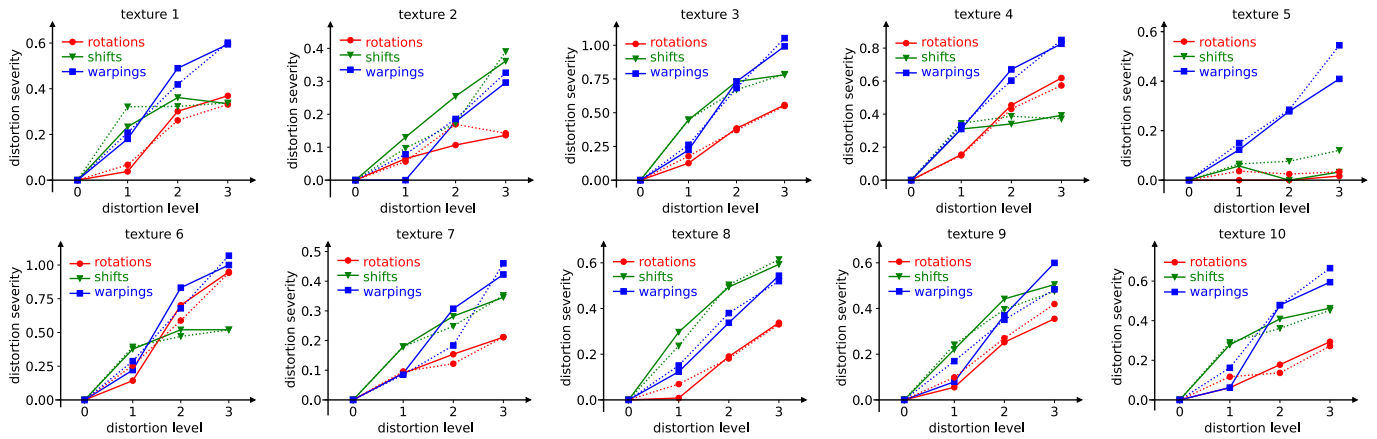 texture 1
distortion severity
0.6
0.4
0.2
0.0
rotations
shifts
warpings
0 1 2 3
distortion level
texture 2
distortion severity
0.4
0.3
0.2
0.1
0.0
rotations
shifts
warpings
0 1 2 3
distortion level
texture 3
distortion severity
1.00
0.75
0.50
0.25
0.00
rotations
shifts
warpings
0 1 2 3
distortion level
texture 4
distortion severity
0.8
0.6
0.4
0.2
0.0
rotations
shifts
warpings
0 1 2 3
distortion level
texture 5
distortion severity
0.6
0.4
0.2
0.0
rotations
shifts
warpings
0 1 2 3
distortion level
texture 6
distortion severity
1.00
0.75
0.50
0.25
0.00
rotations
shifts
warpings
0 1 2 3
distortion level
texture 7
distortion severity
0.5
0.4
0.3
0.2
0.1
0.0
rotations
shifts
warpings
0 1 2 3
distortion level
texture 8
distortion severity
0.6
0.4
0.2
0.0
rotations
shifts
warpings
0 1 2 3
distortion level
texture 9
distortion severity
0.6
0.4
0.2
0.0
rotations
shifts
warpings
0 1 2 3
distortion level
texture 10
distortion severity
0.6
0.4
0.2
0.0
rotations
shifts
warpings
0 1 2 3
distortion level